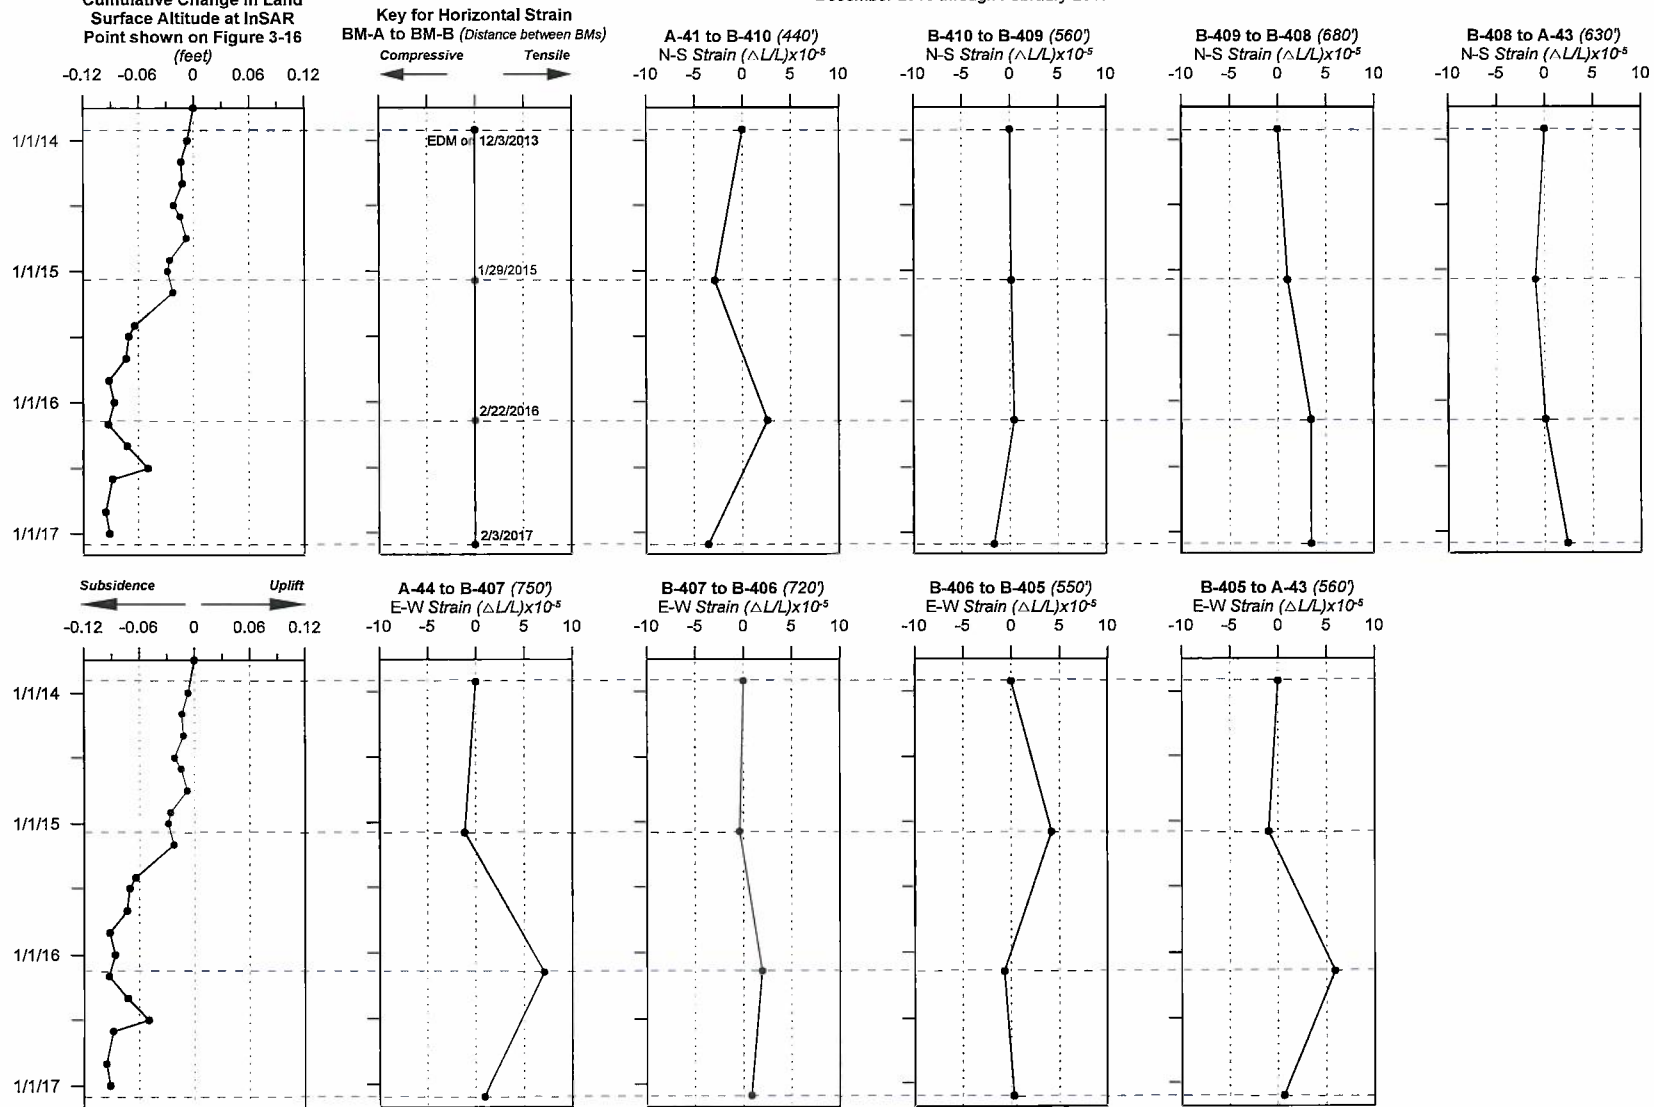 Cumulative Change in Land
Surface Altitude at InSAR
Point shown on Figure 3-16
(feet)
-0.12 -0.06 0 0.06 0.12
Key for Horizontal Strain
BM-A to BM-B (Distance between BMs)
Compressive Tensile
A-41 to B-410 (440')
N-S Strain (△L/L)x10-5
-10 -5 0 5 10
B-410 to B-409 (560')
N-S Strain (△L/L)x10-5
-10 -5 0 5 10
B-409 to B-408 (680')
N-S Strain (△L/L)x10-5
-10 -5 0 5 10
B-408 to A-43 (630')
N-S Strain (△L/L)x10-5
-10 -5 0 5 10
1/1/14
1/1/15
1/1/16
1/1/17
EDM on 12/3/2013
1/29/2015
2/22/2016
2/3/2017
Subsidence Uplift
-0.12 -0.06 0 0.06 0.12
A-44 to B-407 (750')
E-W Strain (△L/L)x10-5
-10 -5 0 5 10
B-407 to B-406 (720')
E-W Strain (△L/L)x10-5
-10 -5 0 5 10
B-406 to B-405 (550')
E-W Strain (△L/L)x10-5
-10 -5 0 5 10
B-405 to A-43 (560')
E-W Strain (△L/L)x10-5
-10 -5 0 5 10
1/1/14
1/1/15
1/1/16
1/1/17